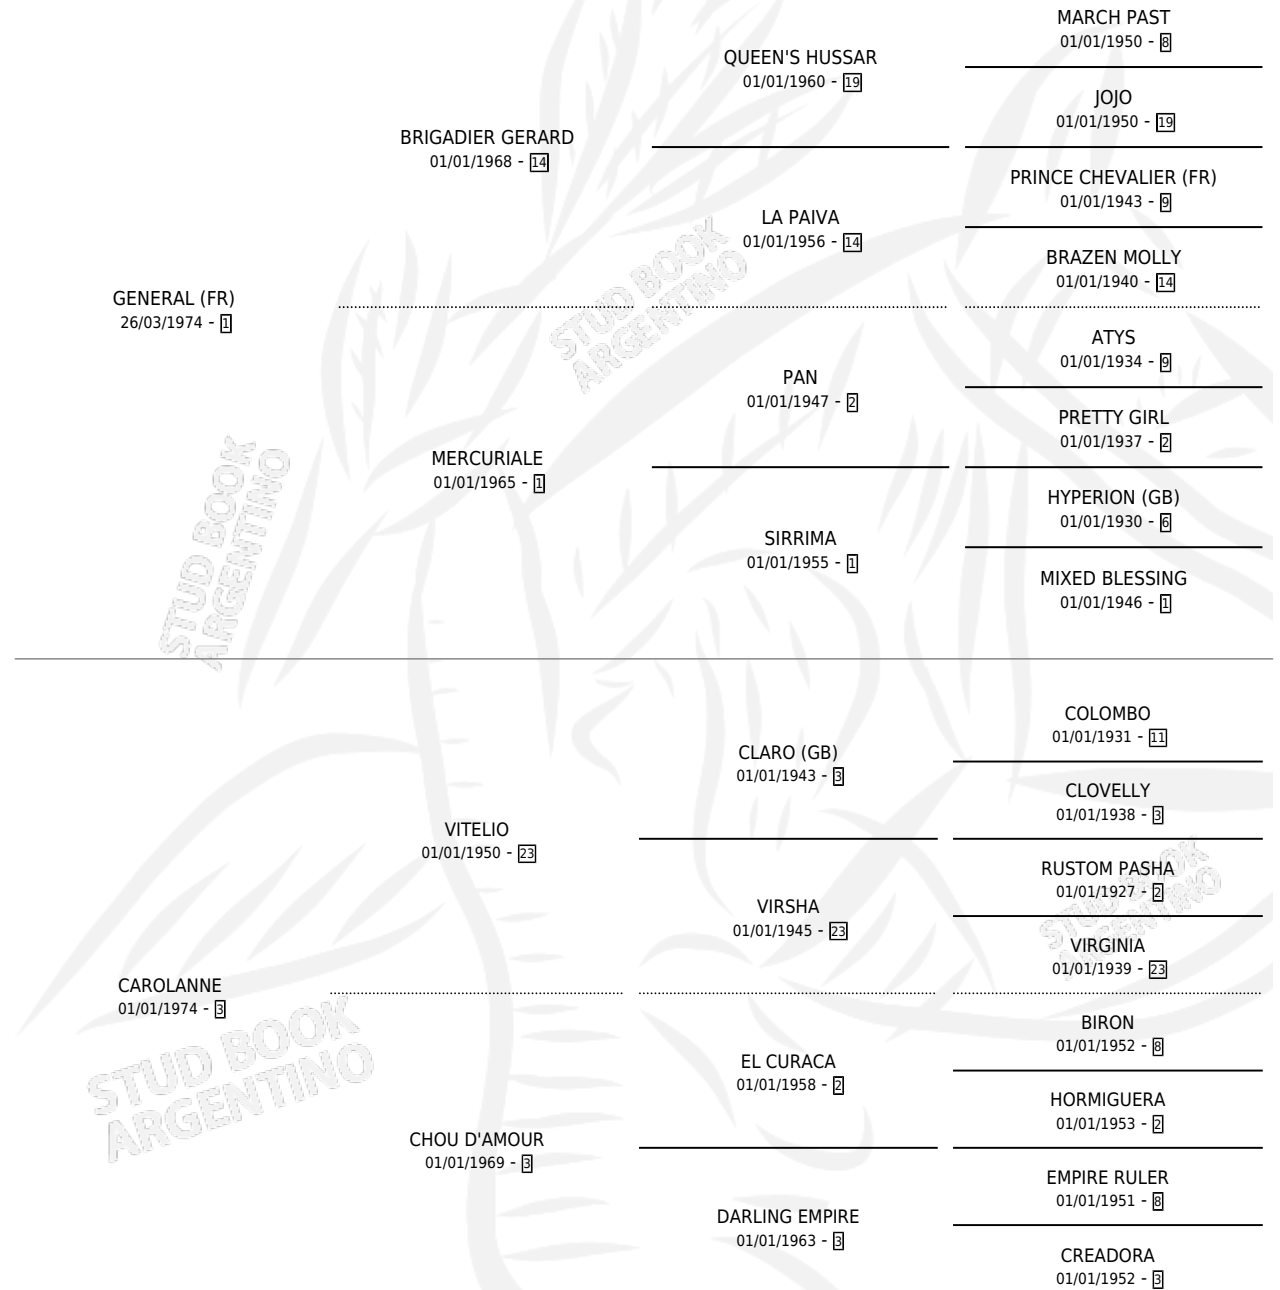 MARCH PAST
01/01/1950 - 8
QUEEN'S HUSSAR
01/01/1960 - 19
JOJO
01/01/1950 - 19
BRIGADIER GERARD
01/01/1968 - 14
PRINCE CHEVALIER (FR)
01/01/1943 - 9
LA PAIVA
01/01/1956 - 14
BRAZEN MOLLY
01/01/1940 - 14
STUD BOOK
ARGENTINO
GENERAL (FR)
26/03/1974 - 1
ATYS
01/01/1934 - 9
PAN
01/01/1947 - 2
PRETTY GIRL
01/01/1937 - 2
MERCURIALE
01/01/1965 - 1
HYPERION (GB)
01/01/1930 - 6
SIRRIMA
01/01/1955 - 1
MIXED BLESSING
01/01/1946 - 1
STUD BOOK
ARGENTINO
COLOMBO
01/01/1931 - 11
CLARO (GB)
01/01/1943 - 3
CLOVELLY
01/01/1938 - 3
VITELIO
01/01/1950 - 23
RUSTOM PASHA
01/01/1927 - 2
VIRSHA
01/01/1945 - 23
VIRGINIA
01/01/1939 - 23
STUD BOOK
ARGENTINO
CAROLANNE
01/01/1974 - 3
BIRON
01/01/1952 - 8
EL CURACA
01/01/1958 - 2
HORMIGUERA
01/01/1953 - 2
STUD BOOK
ARGENTINO
CHOU D'AMOUR
01/01/1969 - 3
EMPIRE RULER
01/01/1951 - 8
DARLING EMPIRE
01/01/1963 - 3
CREADORA
01/01/1952 - 3